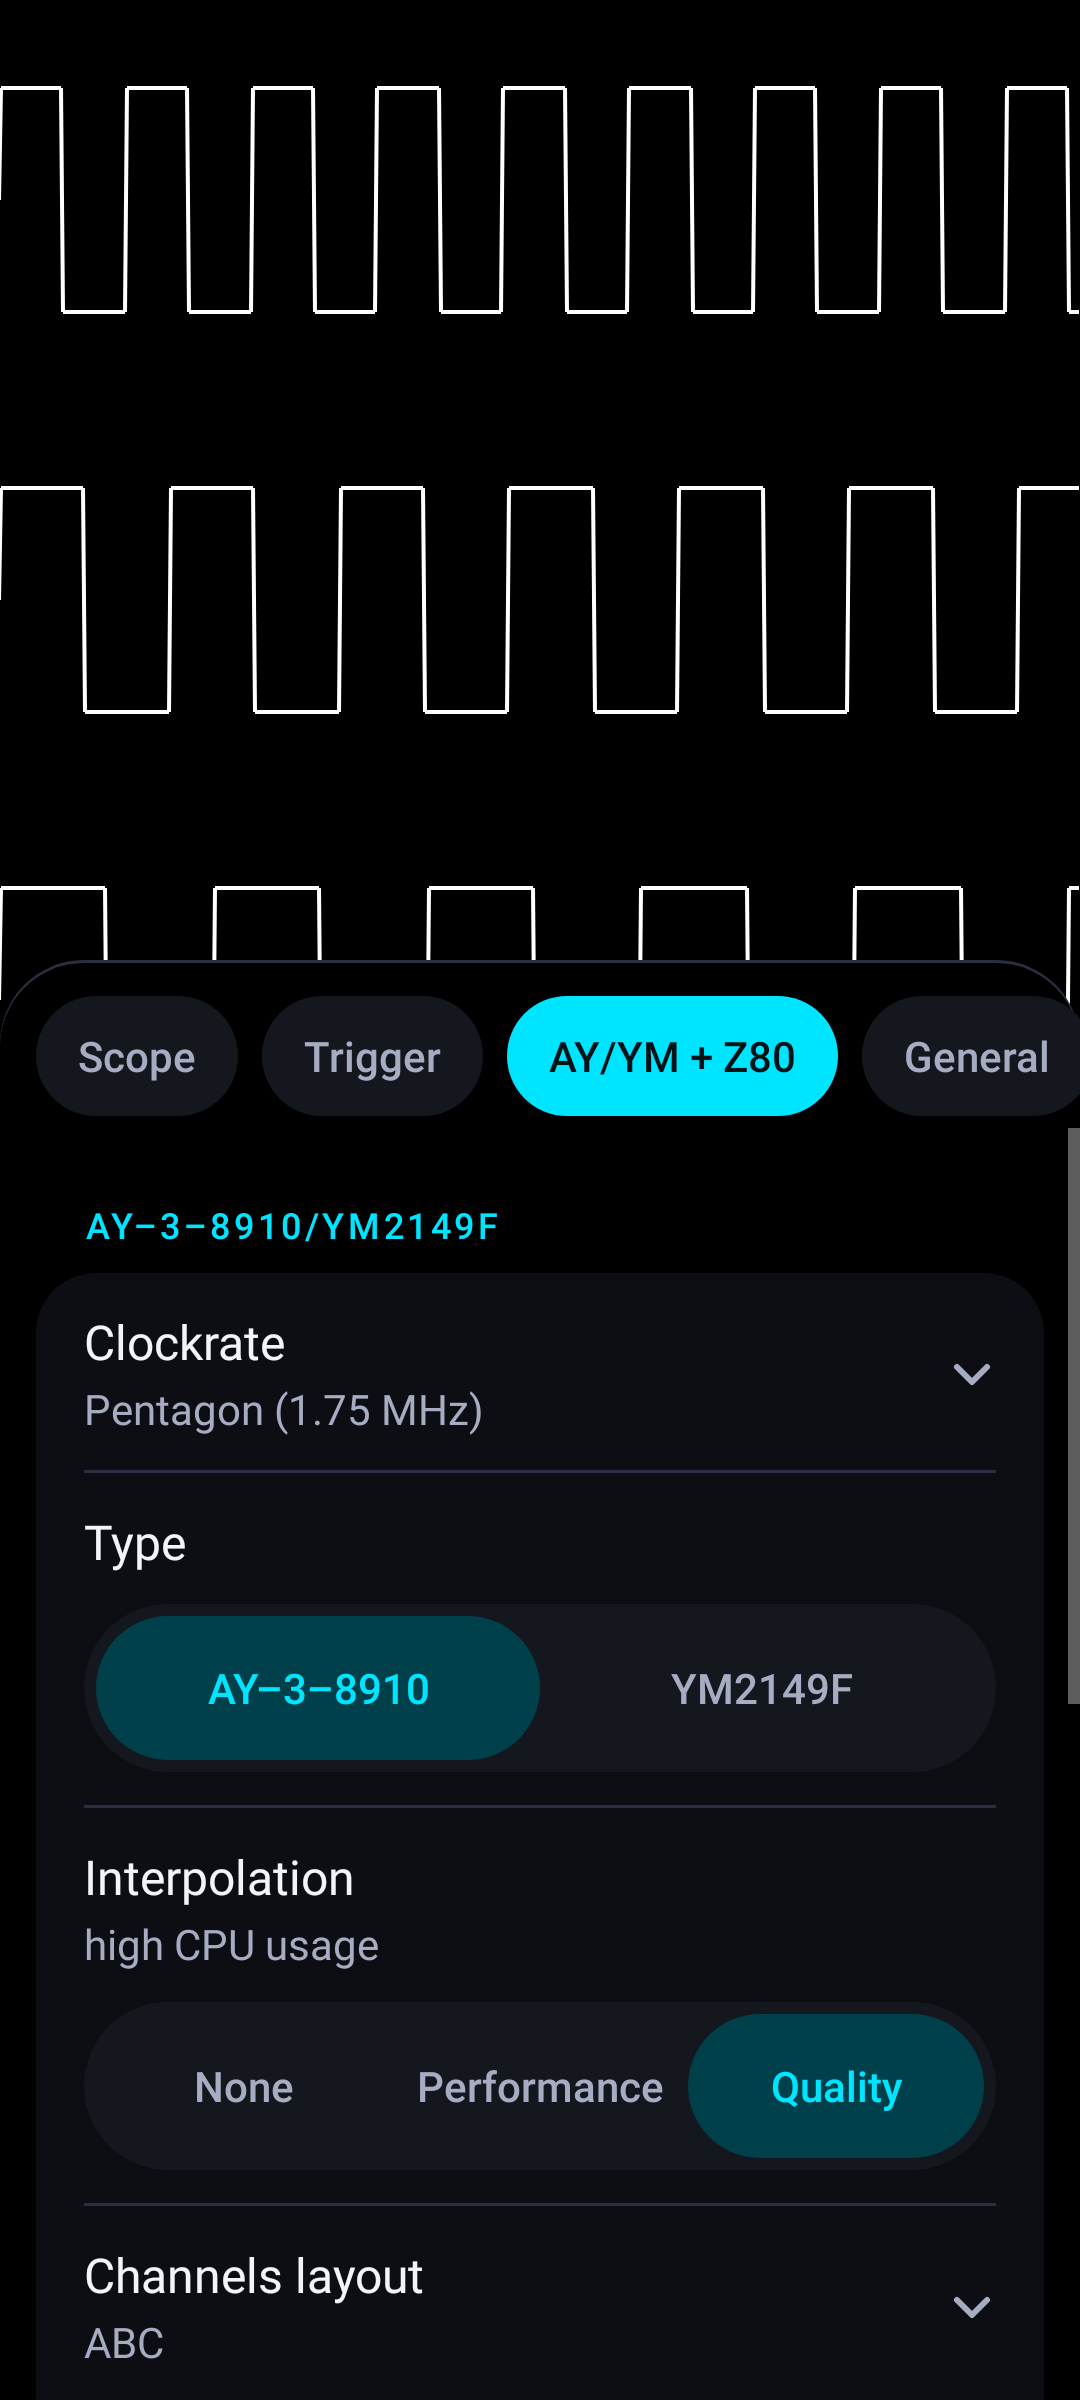 Scope
Trigger
AY/YM + Z80
General
AY–3–8910/YM2149F
Clockrate
Pentagon (1.75 MHz)
Type
AY–3–8910
YM2149F
Interpolation
high CPU usage
None
Performance
Quality
Channels layout
ABC